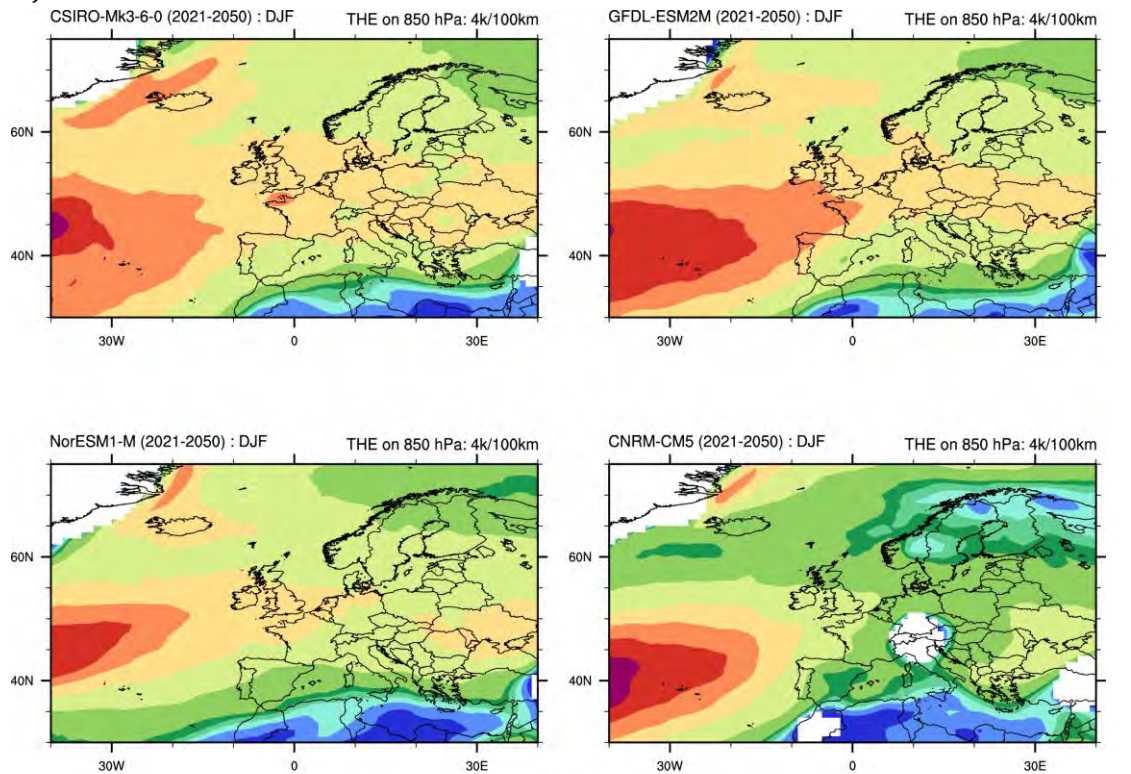 CSIRO-Mk3-6-0 (2021-2050) : DJF THE on 850 hPa: 4k/100km
60N
40N
30W 0 30E
GFDL-ESM2M (2021-2050) : DJF THE on 850 hPa: 4k/100km
60N
40N
30W 0 30E
NorESM1-M (2021-2050) : DJF THE on 850 hPa: 4k/100km
60N
40N
30W 0 30E
CNRM-CM5 (2021-2050) : DJF THE on 850 hPa: 4k/100km
60N
40N
30W 0 30E